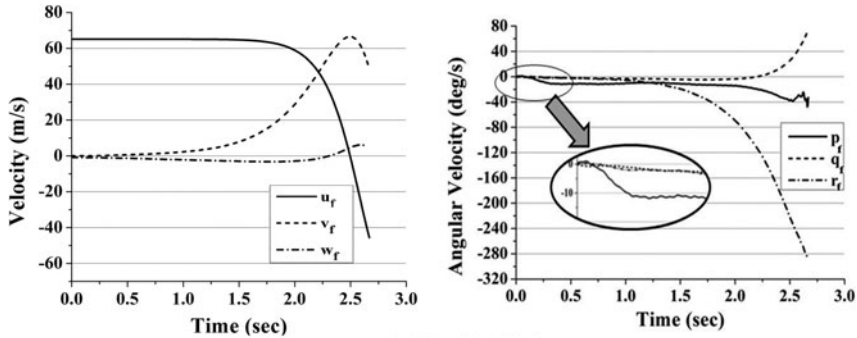 80
60
40
20
0
-20
-40
-60
Velocity (m/s)
u_f
v_f
w_f
0.0 0.5 1.0 1.5 2.0 2.5 3.0
Time (sec)
80
40
0
-40
-80
-120
-160
-200
-240
-280
-320
Angular Velocity (deg/s)
0
-10
p_f
q_f
r_f
0.0 0.5 1.0 1.5 2.0 2.5 3.0
Time (sec)